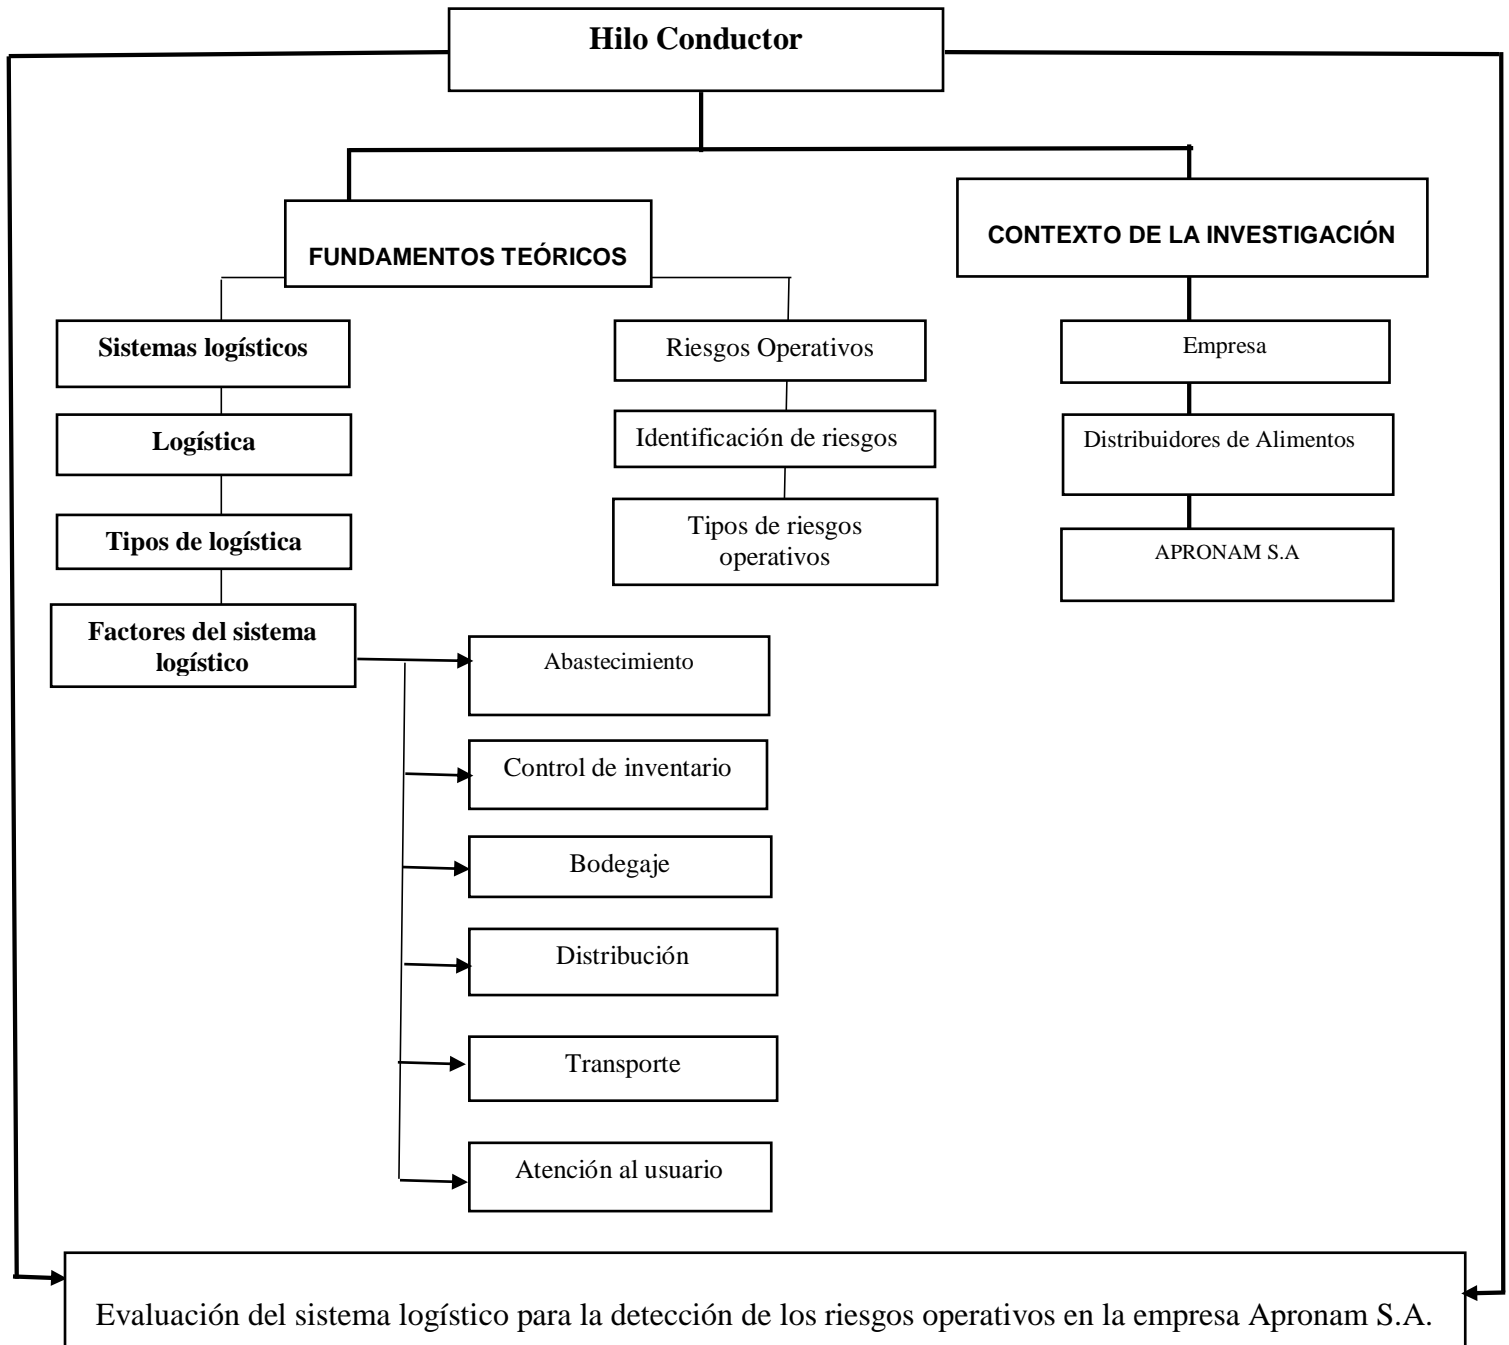 Hilo Conductor
FUNDAMENTOS TEÓRICOS
CONTEXTO DE LA INVESTIGACIÓN
Sistemas logísticos
Logística
Tipos de logística
Factores del sistema
logístico
Riesgos Operativos
Identificación de riesgos
Tipos de riesgos
operativos
Empresa
Distribuidores de Alimentos
APRONAM S.A
Abastecimiento
Control de inventario
Bodegaje
Distribución
Transporte
Atención al usuario
Evaluación del sistema logístico para la detección de los riesgos operativos en la empresa Apronam S.A.